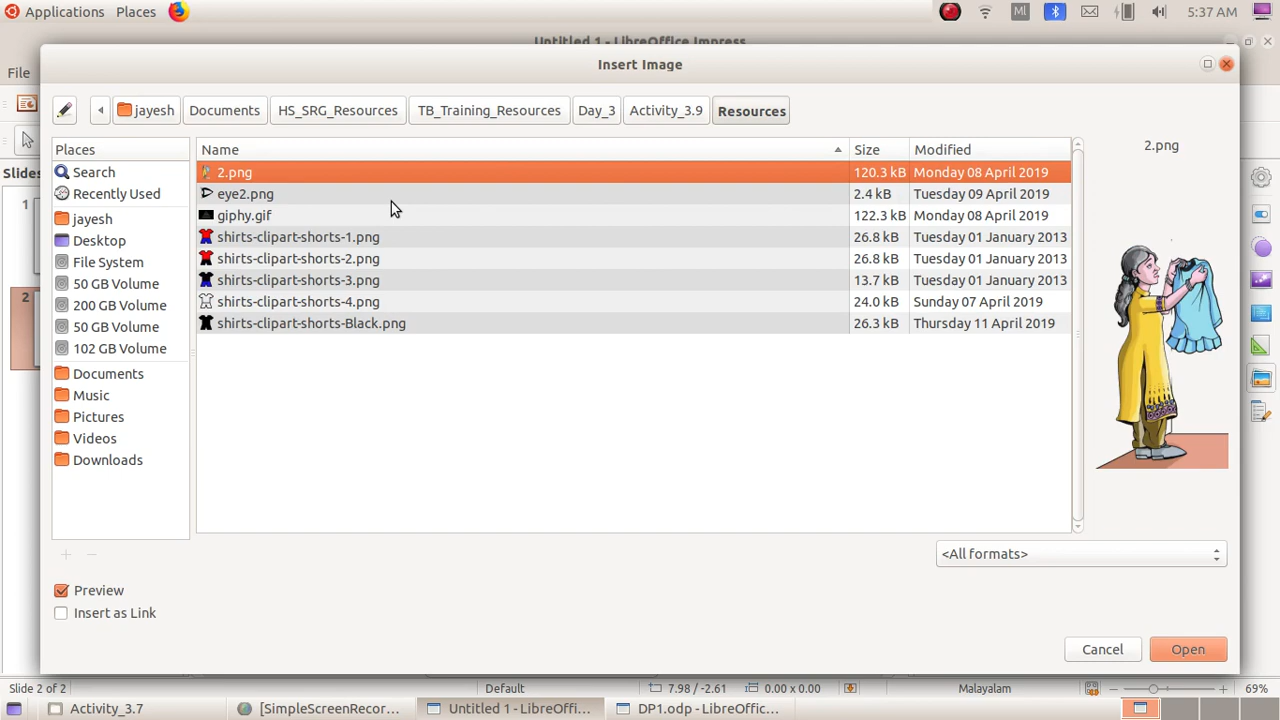 Applications Places Ml 5:37 AM
Untitled 1 - LibreOffice Impress
File
Insert Image
jayesh Documents HS_SRG_Resources TB_Training_Resources Day_3 Activity_3.9 Resources
Places Name Size Modified 2.png
Search 2.png 120.3 kB Monday 08 April 2019
Recently Used eye2.png 2.4 kB Tuesday 09 April 2019
jayesh giphy.gif 122.3 kB Monday 08 April 2019
Desktop shirts-clipart-shorts-1.png 26.8 kB Tuesday 01 January 2013
File System shirts-clipart-shorts-2.png 26.8 kB Tuesday 01 January 2013
50 GB Volume shirts-clipart-shorts-3.png 13.7 kB Tuesday 01 January 2013
200 GB Volume shirts-clipart-shorts-4.png 24.0 kB Sunday 07 April 2019
50 GB Volume shirts-clipart-shorts-Black.png 26.3 kB Thursday 11 April 2019
102 GB Volume
Documents
Music
Pictures
Videos
Downloads
Slides
1
2
<All formats>
Preview
Insert as Link
Cancel Open
Slide 2 of 2 Default 7.98 / -2.61 0.00 x 0.00 Malayalam 69%
Activity_3.7 [SimpleScreenRecor... Untitled 1 - LibreOffi... DP1.odp - LibreOffic...